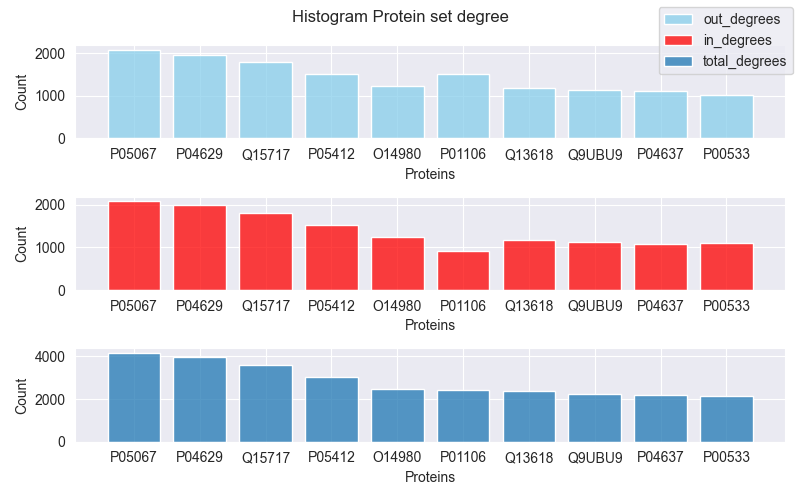 Histogram Protein set degree
out_degrees
in_degrees
total_degrees
2000
1000
0
Count
P05067 P04629 Q15717 P05412 O14980 P01106 Q13618 Q9UBU9 P04637 P00533
Proteins
2000
1000
0
Count
P05067 P04629 Q15717 P05412 O14980 P01106 Q13618 Q9UBU9 P04637 P00533
Proteins
4000
2000
0
Count
P05067 P04629 Q15717 P05412 O14980 P01106 Q13618 Q9UBU9 P04637 P00533
Proteins